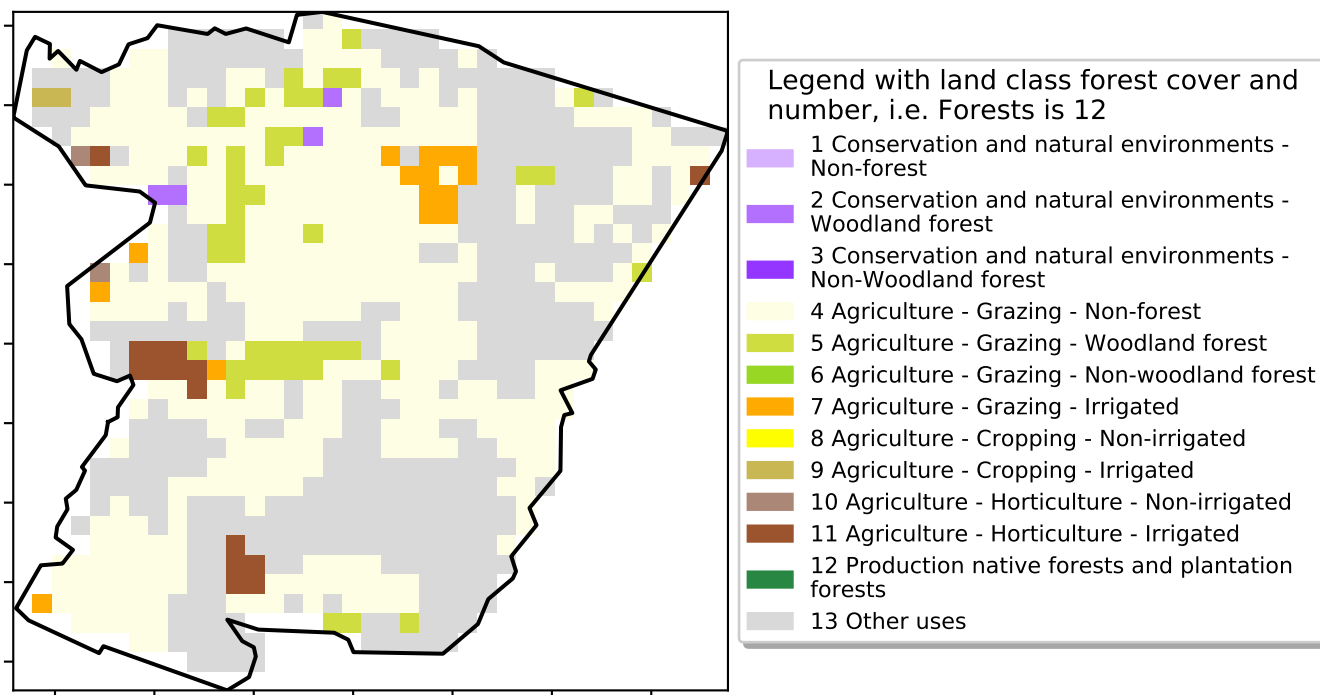 Legend with land class forest cover and
number, i.e. Forests is 12
1 Conservation and natural environments -
Non-forest
2 Conservation and natural environments -
Woodland forest
3 Conservation and natural environments -
Non-Woodland forest
4 Agriculture - Grazing - Non-forest
5 Agriculture - Grazing - Woodland forest
6 Agriculture - Grazing - Non-woodland forest
7 Agriculture - Grazing - Irrigated
8 Agriculture - Cropping - Non-irrigated
9 Agriculture - Cropping - Irrigated
10 Agriculture - Horticulture - Non-irrigated
11 Agriculture - Horticulture - Irrigated
12 Production native forests and plantation
forests
13 Other uses